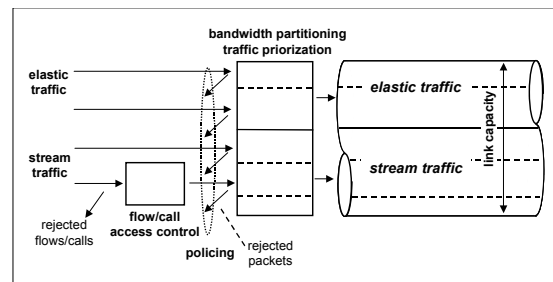 bandwidth partitioning
traffic priorization
elastic
traffic
elastic traffic
link capacity
stream
traffic
stream traffic
rejected
flows/calls
flow/call
access control
policing
rejected
packets